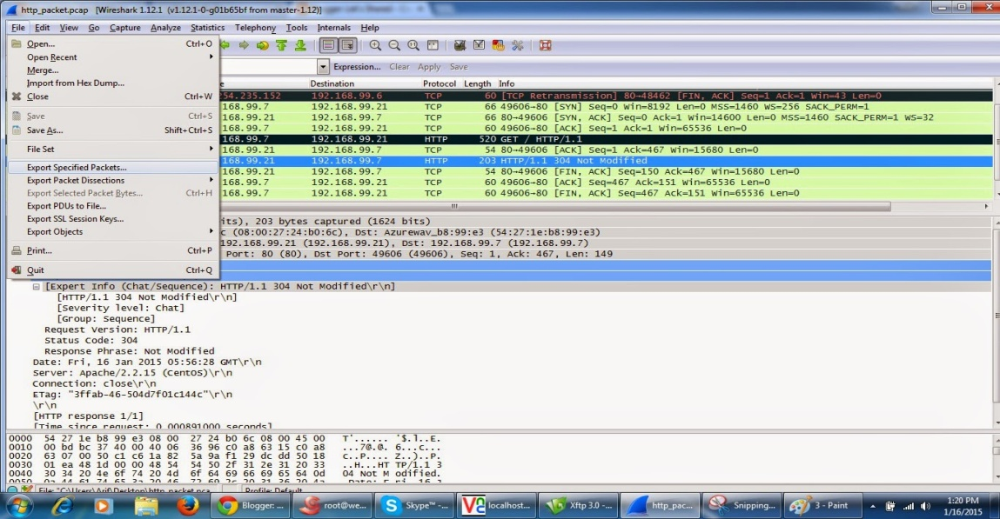 http_packet.pcap [Wireshark 1.12.1 (v1.12.1-0-g01b65bf from master-1.12)]
File Edit View Go Capture Analyze Statistics Telephony Tools Internals Help
Open... Ctrl+O
Open Recent
Merge...
Import from Hex Dump...
Close Ctrl+W
Save Ctrl+S
Save As... Shift+Ctrl+S
File Set
Export Specified Packets...
Export Packet Dissections
Export Selected Packet Bytes... Ctrl+H
Export PDUs to File...
Export SSL Session Keys...
Export Objects
Print... Ctrl+P
Quit Ctrl+Q
Expression... Clear Apply Save
Destination Protocol Length Info
254.235.152 192.168.99.6 TCP 60 [TCP Retransmission] 80→48462 [FIN, ACK] Seq=1 Ack=1 Win=43 Len=0
168.99.7 192.168.99.21 TCP 66 49606→80 [SYN] Seq=0 Win=8192 Len=0 MSS=1460 WS=256 SACK_PERM=1
168.99.21 192.168.99.7 TCP 66 80→49606 [SYN, ACK] Seq=0 Ack=1 Win=14600 Len=0 MSS=1460 SACK_PERM=1 WS=32
168.99.7 192.168.99.21 TCP 60 49606→80 [ACK] Seq=1 Ack=1 Win=65536 Len=0
168.99.7 192.168.99.21 HTTP 520 GET / HTTP/1.1
168.99.21 192.168.99.7 TCP 54 80→49606 [ACK] Seq=1 Ack=467 Win=15680 Len=0
168.99.21 192.168.99.7 HTTP 203 HTTP/1.1 304 Not Modified
168.99.21 192.168.99.7 TCP 54 80→49606 [FIN, ACK] Seq=150 Ack=467 Win=15680 Len=0
168.99.7 192.168.99.21 TCP 60 49606→80 [ACK] Seq=467 Ack=151 Win=65536 Len=0
168.99.7 192.168.99.21 TCP 60 49606→80 [FIN, ACK] Seq=467 Ack=151 Win=65536 Len=0
its), 203 bytes captured (1624 bits)
c (08:00:27:24:b0:6c), Dst: Azurewav_b8:99:e3 (54:27:1e:b8:99:e3)
192.168.99.21 (192.168.99.21), Dst: 192.168.99.7 (192.168.99.7)
Port: 80 (80), Dst Port: 49606 (49606), Seq: 1, Ack: 467, Len: 149
[Expert Info (Chat/Sequence): HTTP/1.1 304 Not Modified\r\n]
[HTTP/1.1 304 Not Modified\r\n]
[Severity level: Chat]
[Group: Sequence]
Request Version: HTTP/1.1
Status Code: 304
Response Phrase: Not Modified
Date: Fri, 16 Jan 2015 05:56:28 GMT\r\n
Server: Apache/2.2.15 (CentOS)\r\n
Connection: close\r\n
ETag: "3ffab-46-504d7f01c144c"\r\n
\r\n
[HTTP response 1/1]
[Time since request: 0.000891000 seconds]
0000 54 27 1e b8 99 e3 08 00 27 24 b0 6c 08 00 45 00 T'...... '$.l..E.
0010 00 bd bc 37 40 00 40 06 36 96 c0 a8 63 15 c0 a8 ...7@.@. 6...c...
0020 63 07 00 50 c1 c6 1a 82 5a 9a f1 29 dc dd 50 18 c..P.... Z..)..P.
0030 01 ea 48 1d 00 00 48 54 54 50 2f 31 2e 31 20 33 ..H...HT TP/1.1 3
0040 30 34 20 4e 6f 74 20 4d 6f 64 69 66 69 65 64 0d 04 Not M odified.
0050 0a 44 61 74 65 3a 20 46 72 69 2c 20 31 36 20 4a .Date: F ri, 16 J
File: "C:\Users\Arif\Desktop\http_packet.pca... Profile: Default
Blogger: ... root@we... Skype™ -... localhost... Xftp 3.0 -... http_pac... Snipping... 3 - Paint
1:20 PM
1/16/2015